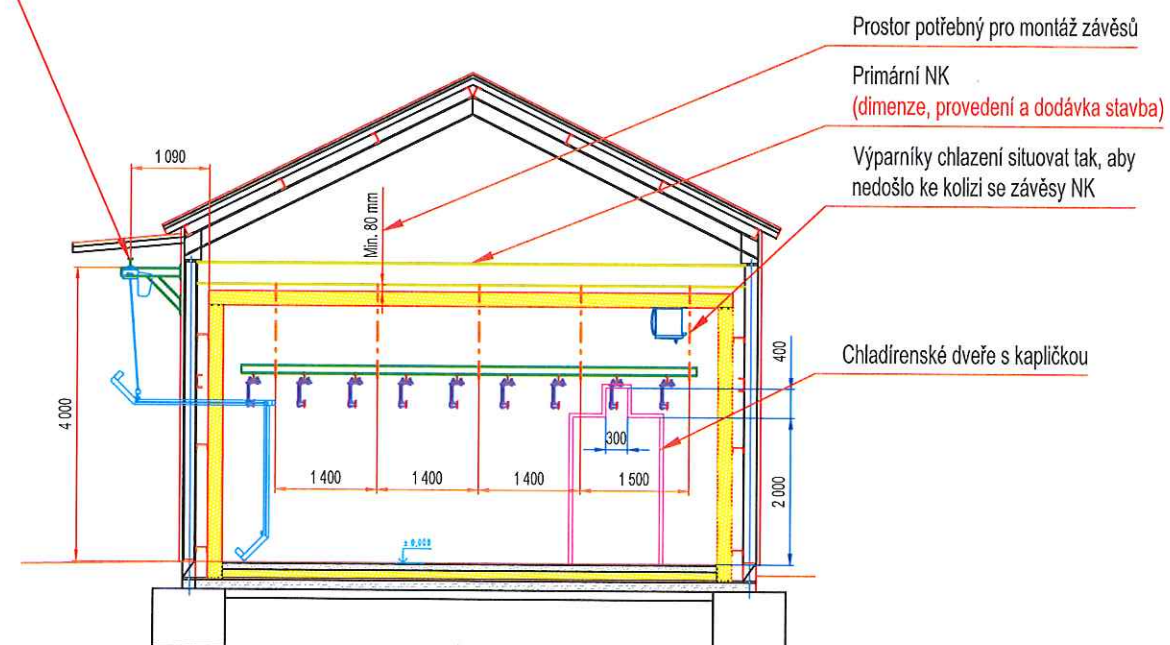 Prostor potřebný pro montáž závěsů
Primární NK
(dimenze, provedení a dodávka stavba)
Výparníky chlazení situovat tak, aby
nedošlo ke kolizi se závěsy NK
Chladírenské dveře s kapličkou
1 090
Min. 80 mm
4 000
400
300
1 400
1 400
1 400
1 500
2 000
± 0,000